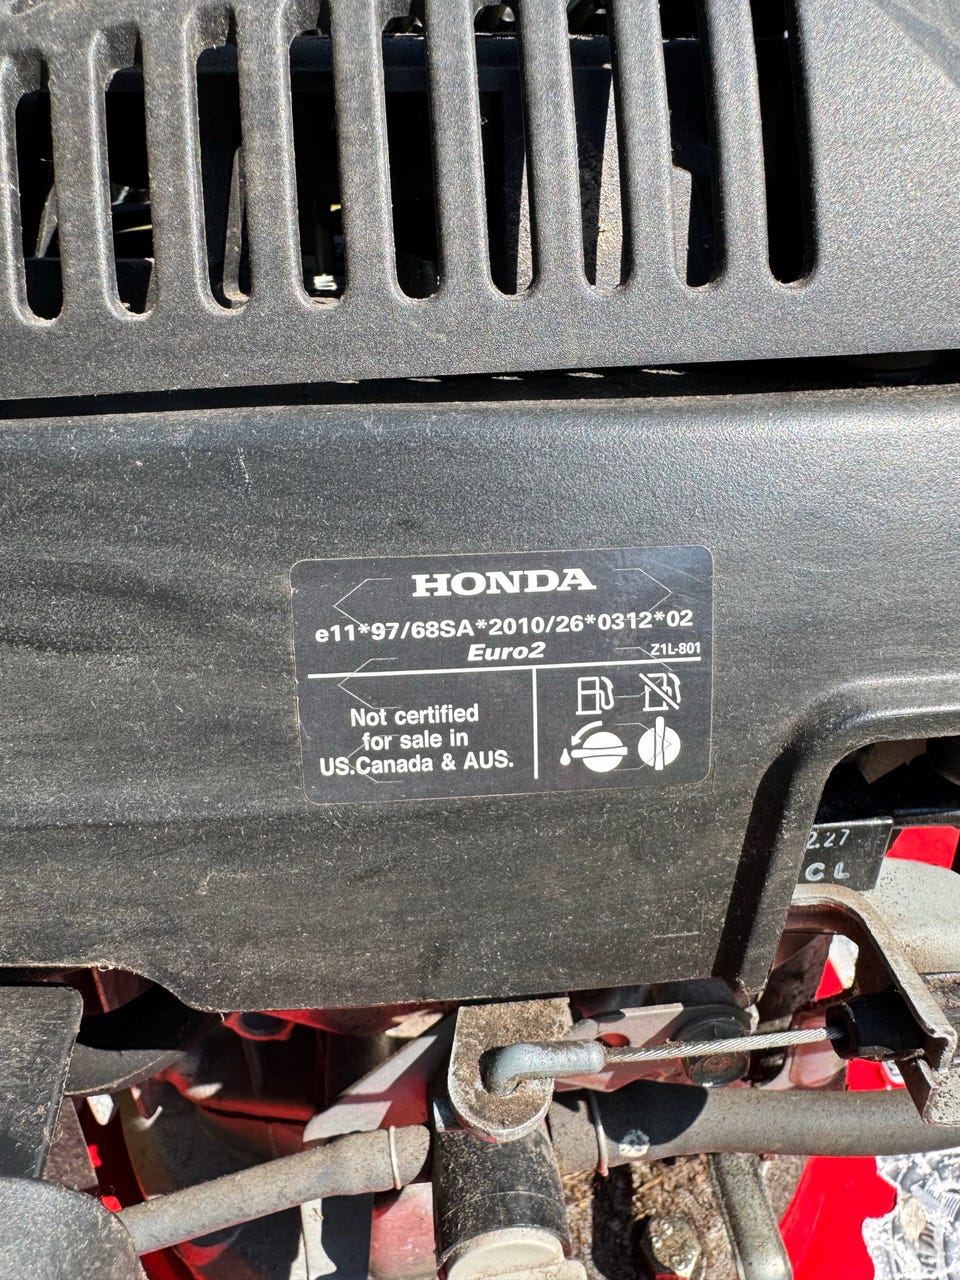 HONDA
e11*97/68SA*2010/26*0312*02
Euro2
Z1L-801
Not certified
for sale in
US.Canada & AUS.
2.27
CL